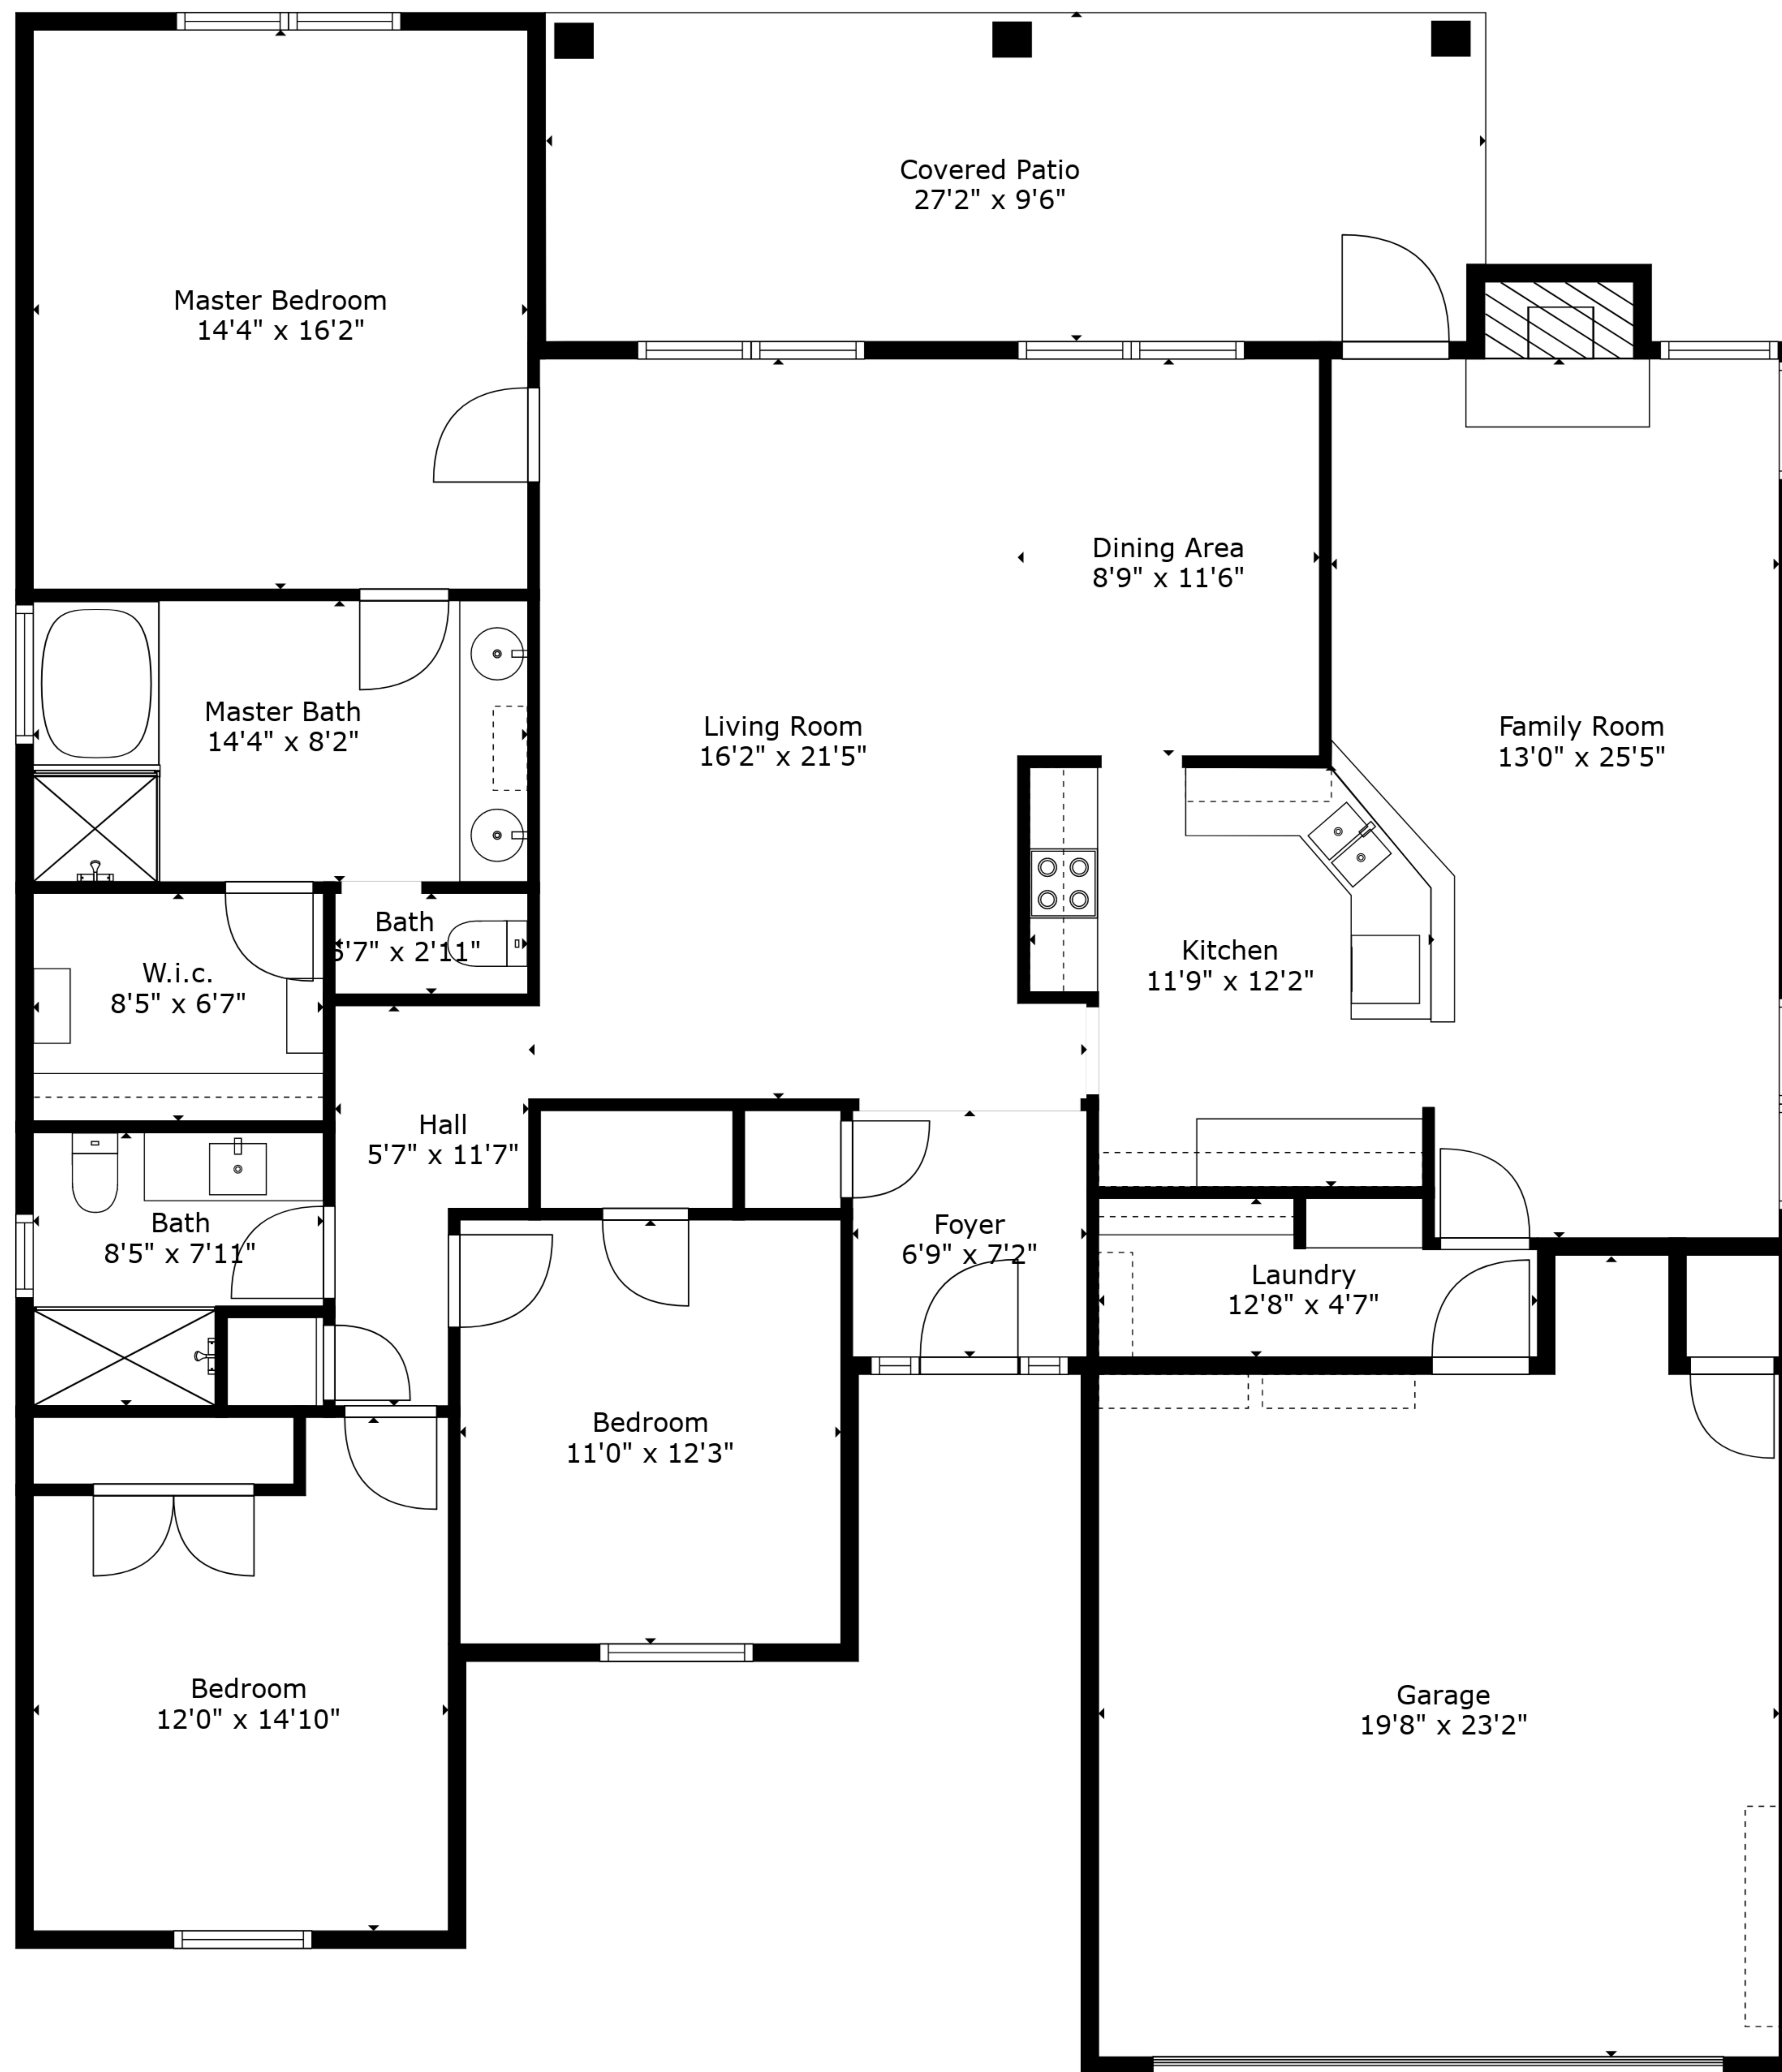 Covered Patio
27'2" x 9'6"
Master Bedroom
14'4" x 16'2"
Dining Area
8'9" x 11'6"
Master Bath
14'4" x 8'2"
Living Room
16'2" x 21'5"
Family Room
13'0" x 25'5"
Bath
5'7" x 2'11"
Kitchen
11'9" x 12'2"
W.i.c.
8'5" x 6'7"
Hall
5'7" x 11'7"
Bath
8'5" x 7'11"
Foyer
6'9" x 7'2"
Laundry
12'8" x 4'7"
Bedroom
11'0" x 12'3"
Bedroom
12'0" x 14'10"
Garage
19'8" x 23'2"